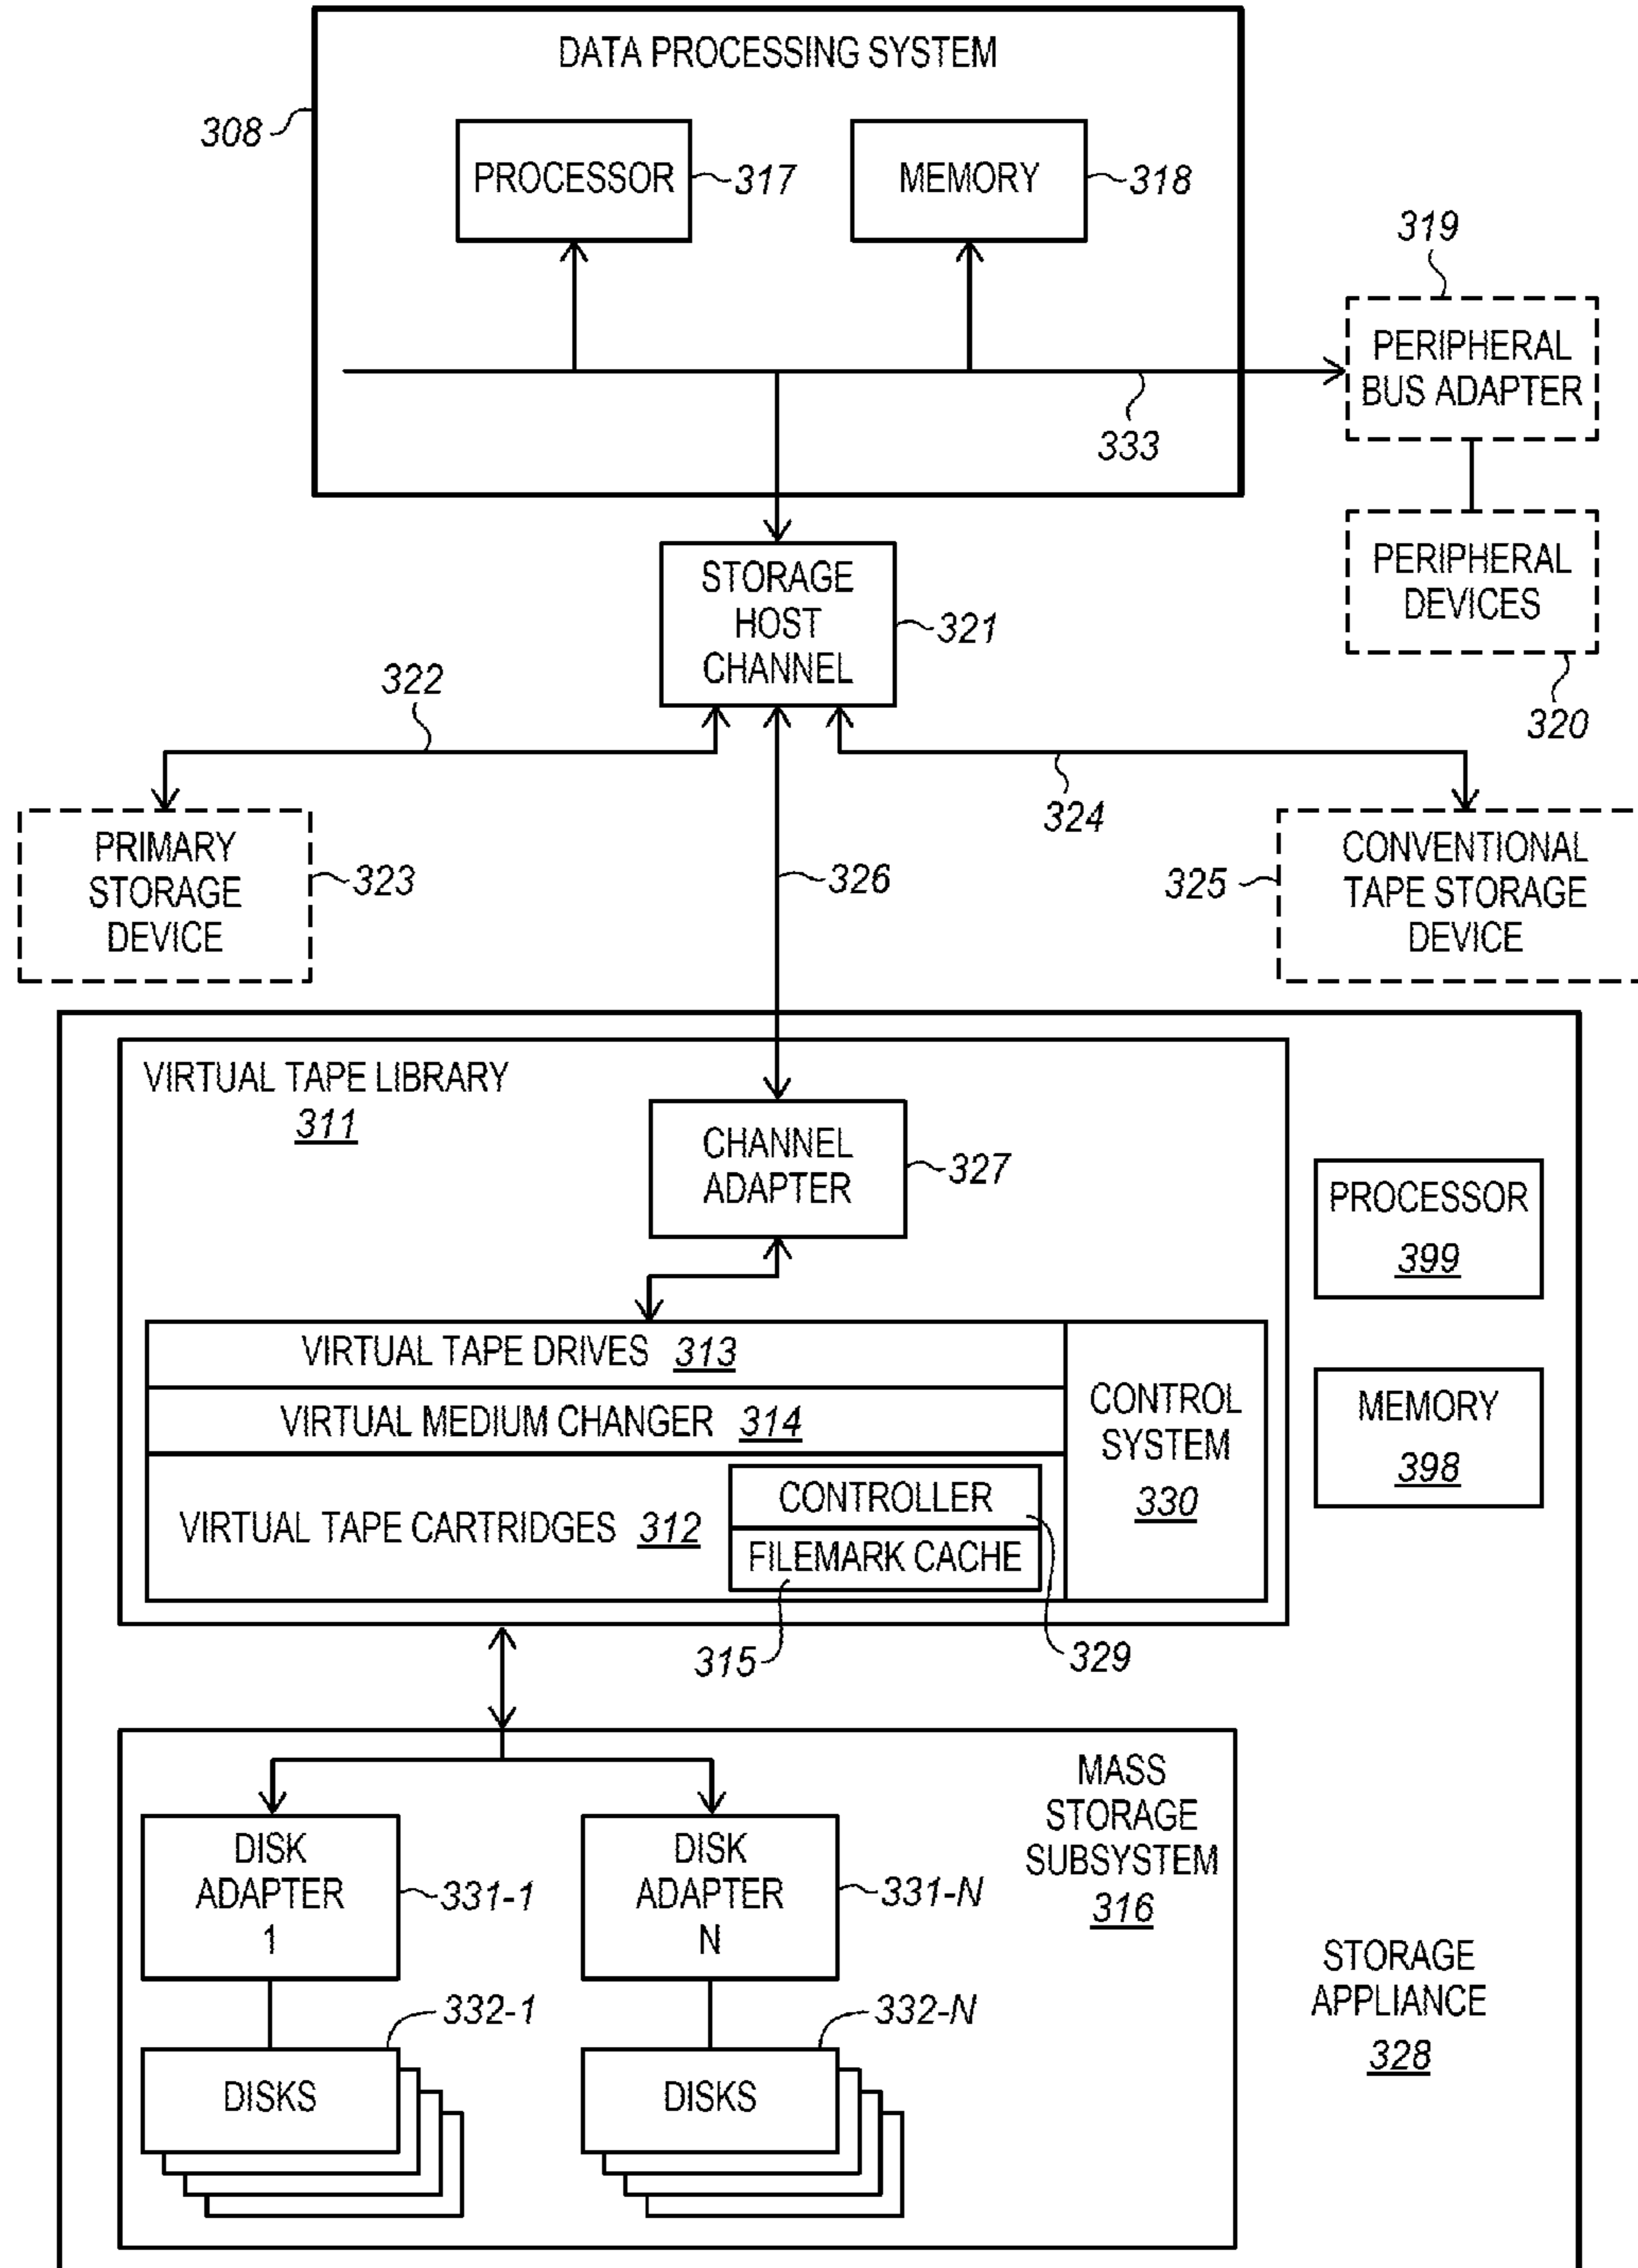 DATA PROCESSING SYSTEM
308
PROCESSOR
317
MEMORY
318
319
PERIPHERAL
BUS ADAPTER
333
PERIPHERAL
DEVICES
320
STORAGE
HOST
CHANNEL
321
322
324
PRIMARY
STORAGE
DEVICE
323
326
325
CONVENTIONAL
TAPE STORAGE
DEVICE
VIRTUAL TAPE LIBRARY
311
CHANNEL
ADAPTER
327
PROCESSOR
399
VIRTUAL TAPE DRIVES 313
VIRTUAL MEDIUM CHANGER 314
VIRTUAL TAPE CARTRIDGES 312
CONTROLLER
FILEMARK CACHE
CONTROL
SYSTEM
330
MEMORY
398
315
329
MASS
STORAGE
SUBSYSTEM
316
DISK
ADAPTER
1
331-1
DISK
ADAPTER
N
331-N
332-1
DISKS
332-N
DISKS
STORAGE
APPLIANCE
328